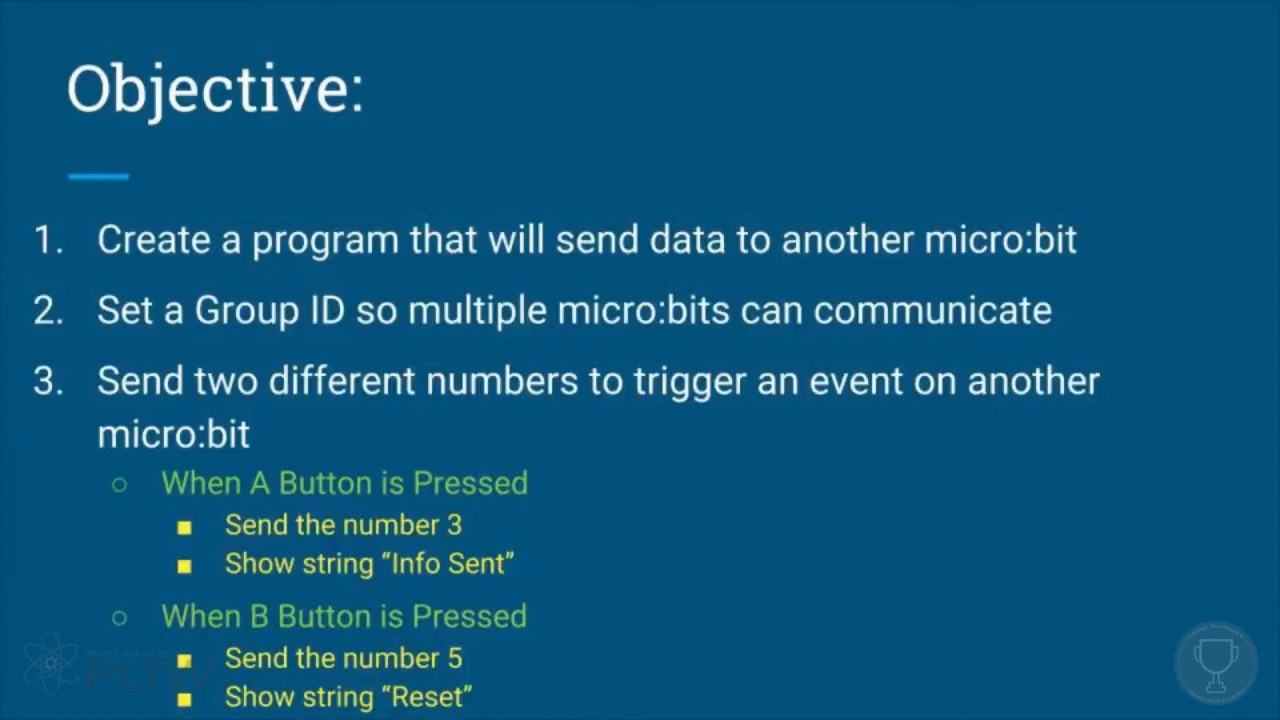 Objective:
1. Create a program that will send data to another micro:bit
2. Set a Group ID so multiple micro:bits can communicate
3. Send two different numbers to trigger an event on another
micro:bit
○ When A Button is Pressed
■ Send the number 3
■ Show string “Info Sent”
○ When B Button is Pressed
■ Send the number 5
■ Show string “Reset”
PLTW